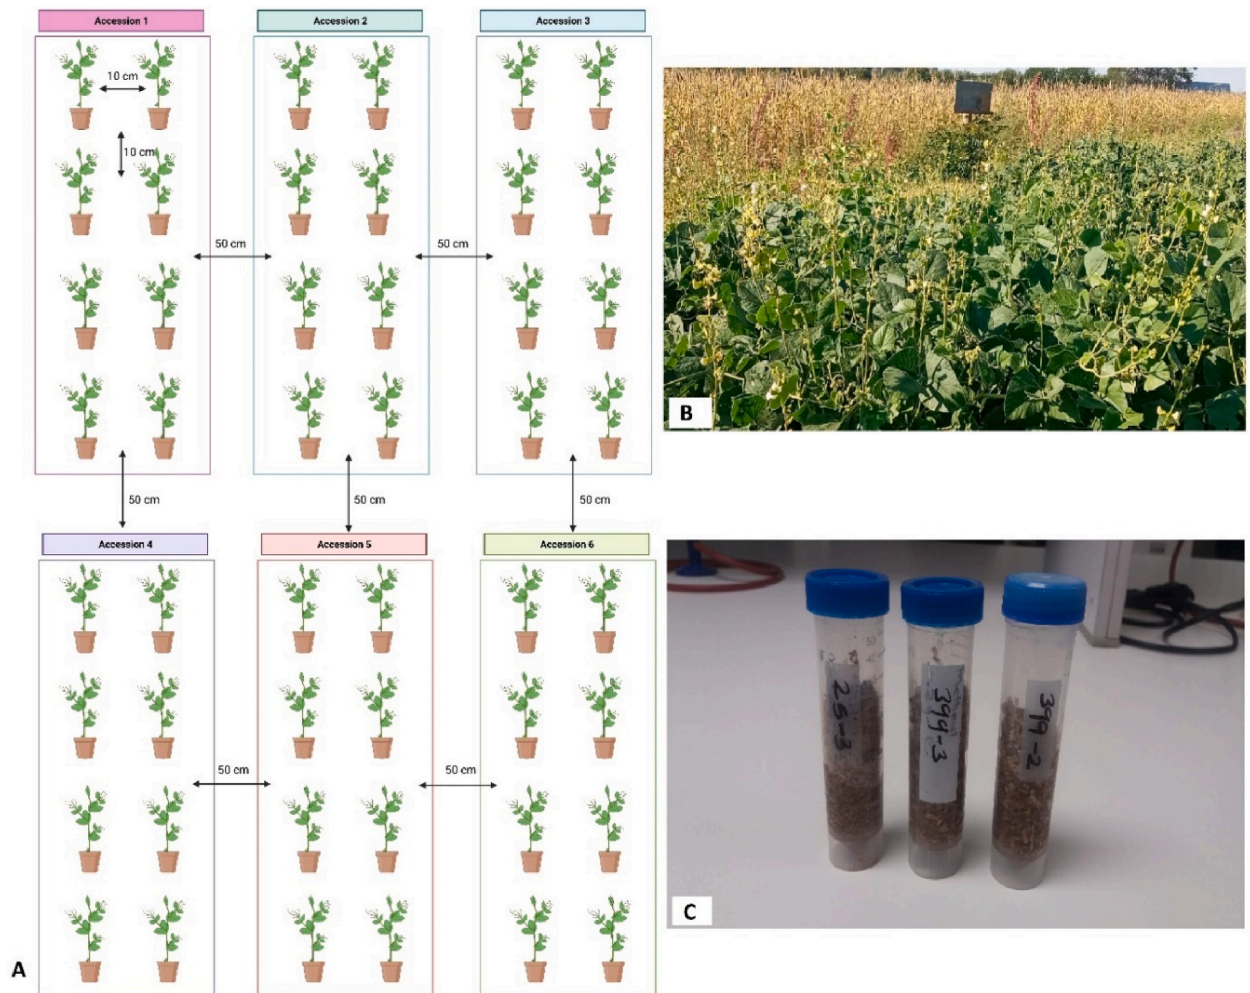 Accession 1
Accession 2
Accession 3
10 cm
10 cm
50 cm
50 cm
B
50 cm
50 cm
50 cm
Accession 4
Accession 5
Accession 6
25-3
399-3
399-2
50 cm
50 cm
C
A